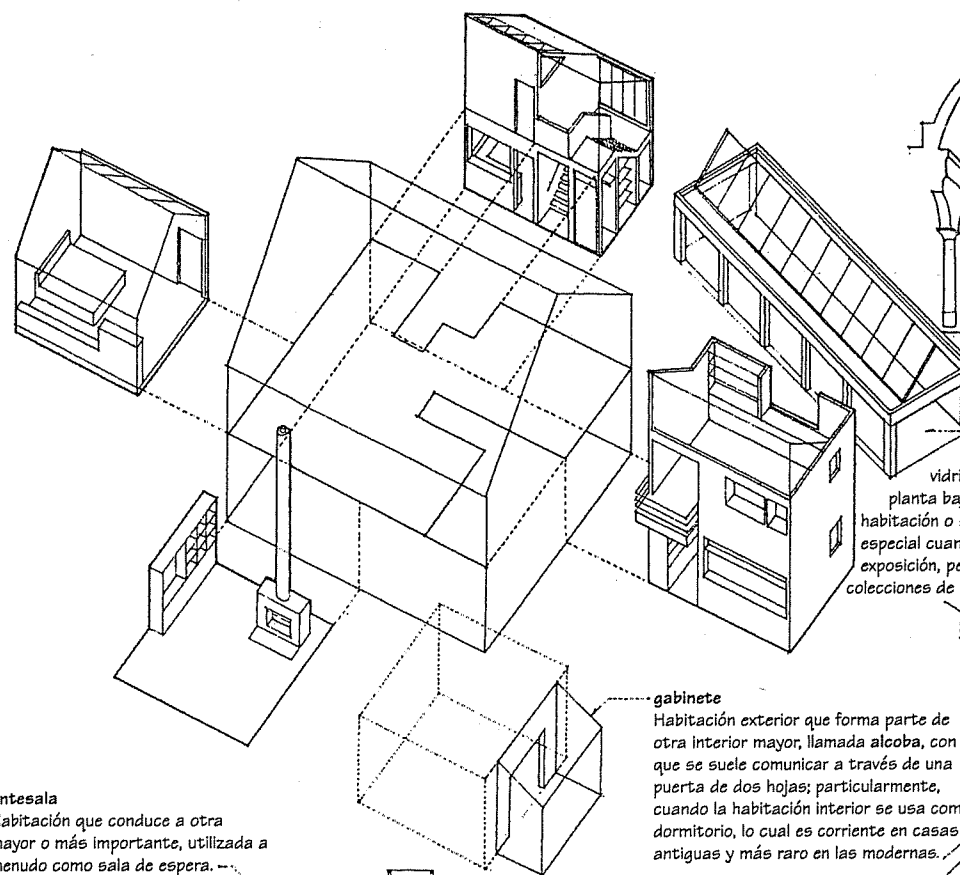 vidri
planta ba
habitación o
especial cuan
exposición, pe
colecciones de
gabinete
Habitación exterior que forma parte de
otra interior mayor, llamada alcoba, con
que se suele comunicar a través de una
puerta de dos hojas; particularmente,
cuando la habitación interior se usa com
dormitorio, lo cual es corriente en casas
antiguas y más raro en las modernas.
ntesala
abitación que conduce a otra
ayor o más importante, utilizada a
enudo como sala de espera.